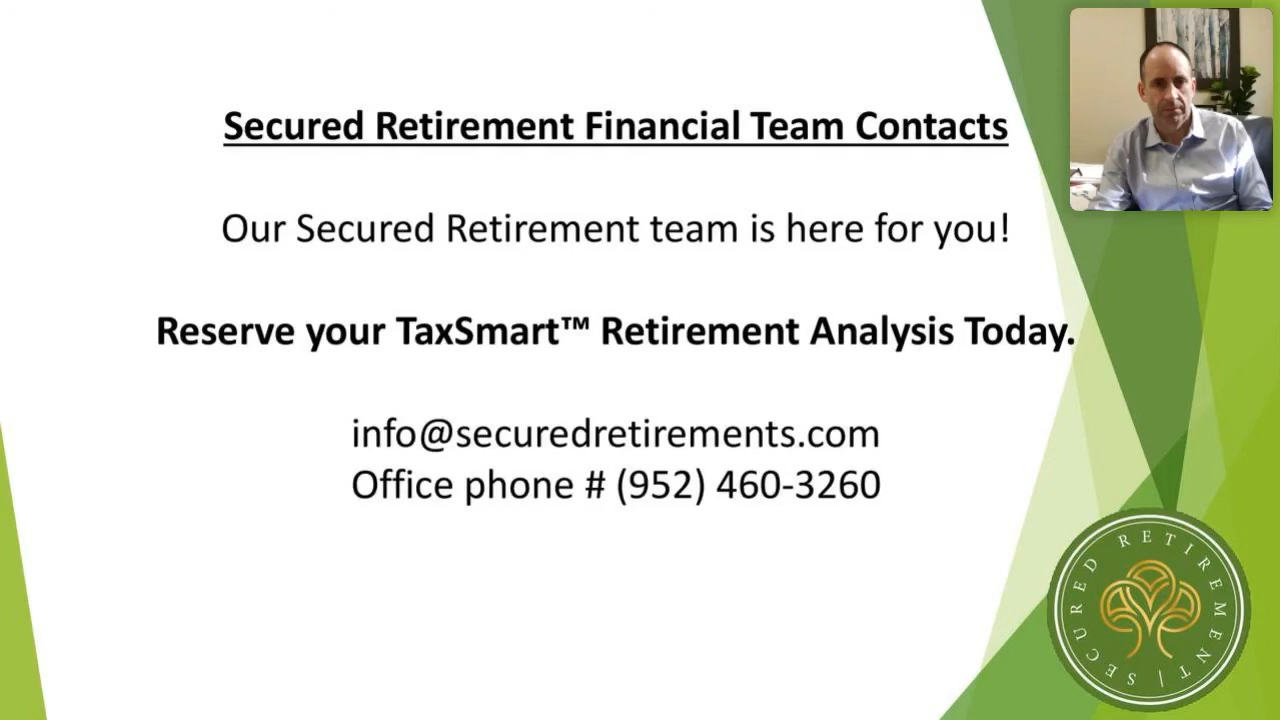 Secured Retirement Financial Team Contacts
Our Secured Retirement team is here for you!
Reserve your TaxSmart™ Retirement Analysis Today.
info@securedretirements.com
Office phone # (952) 460-3260
SECURED RETIREMENT |